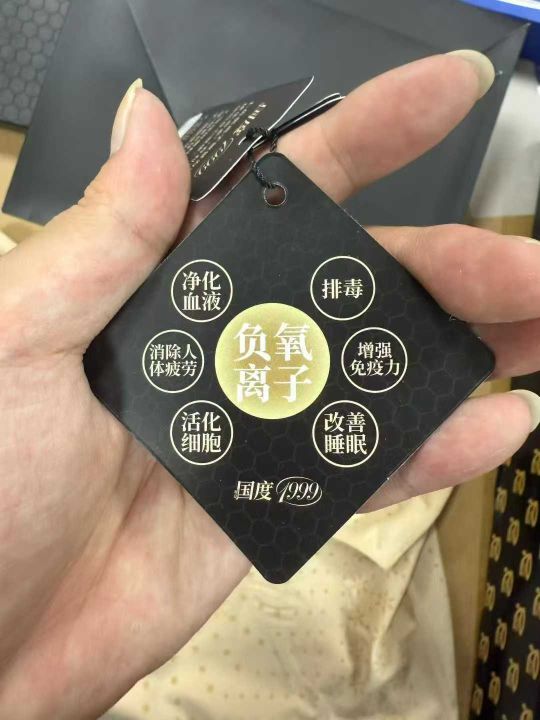 净化
血液
排毒
负氧
离子
消除人
体疲劳
增强
免疫力
活化
细胞
改善
睡眠
国度1999